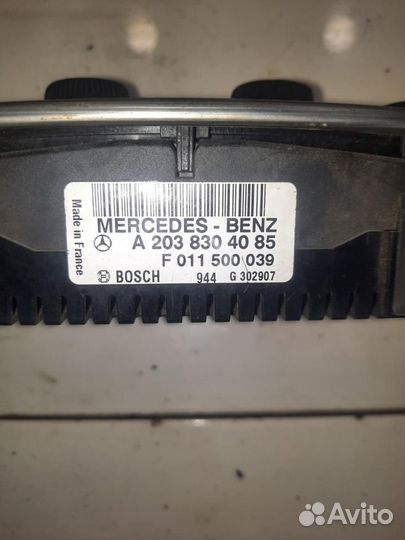 Made in France
MERCEDES - BENZ
A 203 830 40 85
F 011 500 039
BOSCH 944 G 302907
Avito